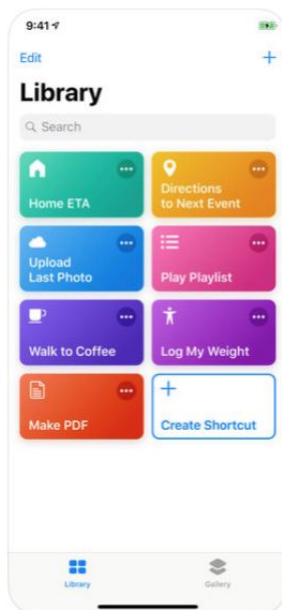 9:41
Edit
+
Library
Search
Home ETA
Directions
to Next Event
Upload
Last Photo
Play Playlist
Walk to Coffee
Log My Weight
Make PDF
Create Shortcut
Library
Gallery